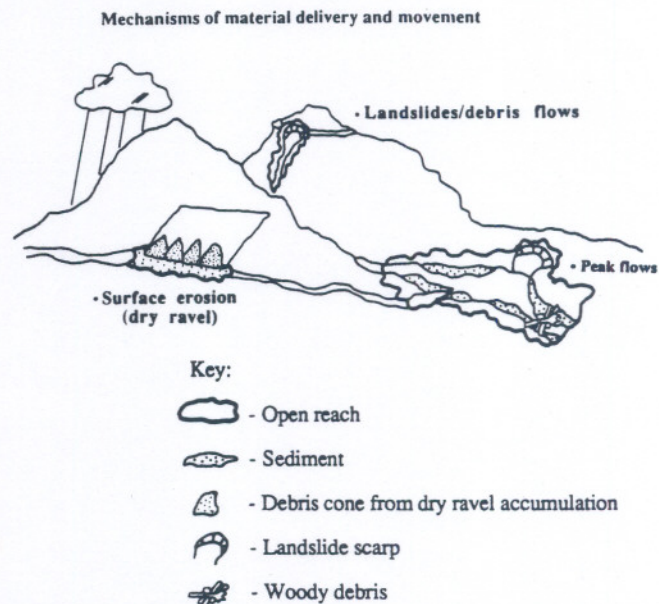 Mechanisms of material delivery and movement
• Landslides/debris flows
• Peak flows
• Surface erosion
(dry ravel)
Key:
- Open reach
- Sediment
- Debris cone from dry ravel accumulation
- Landslide scarp
- Woody debris